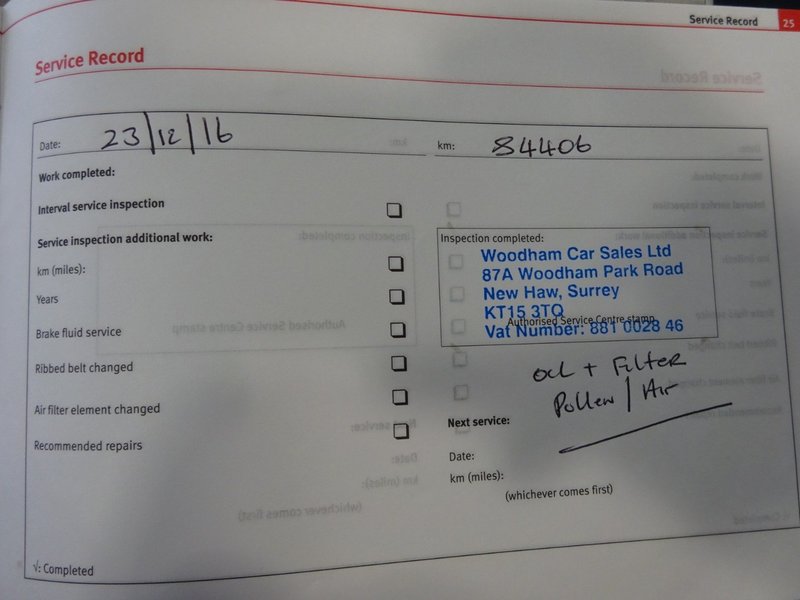 Service Record 25
Service Record
Date: 23/12/16 km: 84406
Work completed:
Interval service inspection
Service inspection additional work:
km (miles):
Years
Brake fluid service
Ribbed belt changed
Air filter element changed
Recommended repairs
Inspection completed:
Woodham Car Sales Ltd
87A Woodham Park Road
New Haw, Surrey
KT15 3TQ
Authorised Service Centre stamp
Vat Number: 881 0028 46
Oil + Filter
Pollen / Air
Next service:
Date:
km (miles):
(whichever comes first)
√: Completed